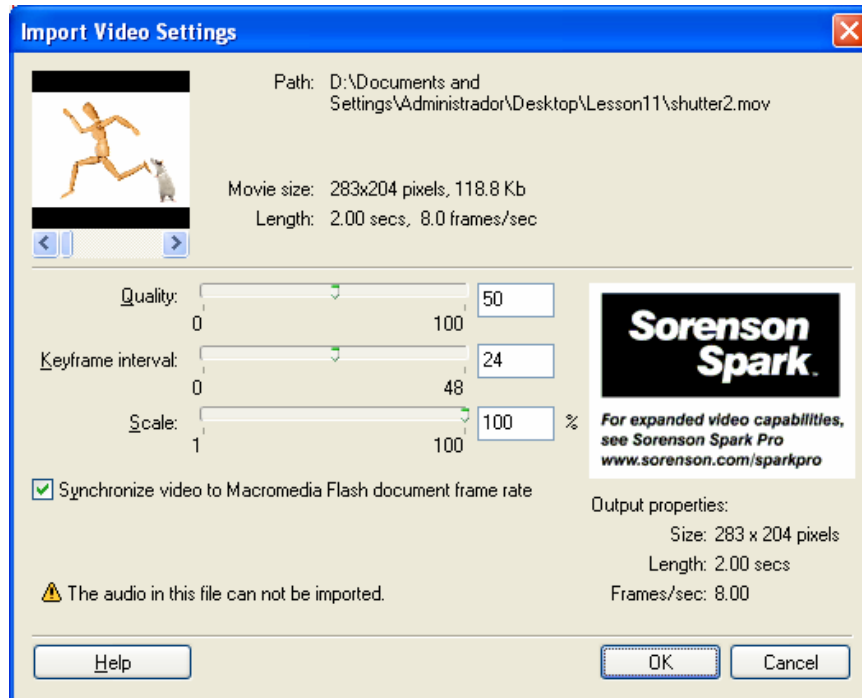 Import Video Settings
Path: D:\Documents and
Settings\Administrador\Desktop\Lesson11\shutter2.mov
Movie size: 283x204 pixels, 118.8 Kb
Length: 2.00 secs, 8.0 frames/sec
Quality: 50
0 100
Keyframe interval: 24
0 48
Scale: 100 %
1 100
Sorenson
Spark.
For expanded video capabilities,
see Sorenson Spark Pro
www.sorenson.com/sparkpro
Synchronize video to Macromedia Flash document frame rate
Output properties:
Size: 283 x 204 pixels
Length: 2.00 secs
Frames/sec: 8.00
The audio in this file can not be imported.
Help
OK
Cancel